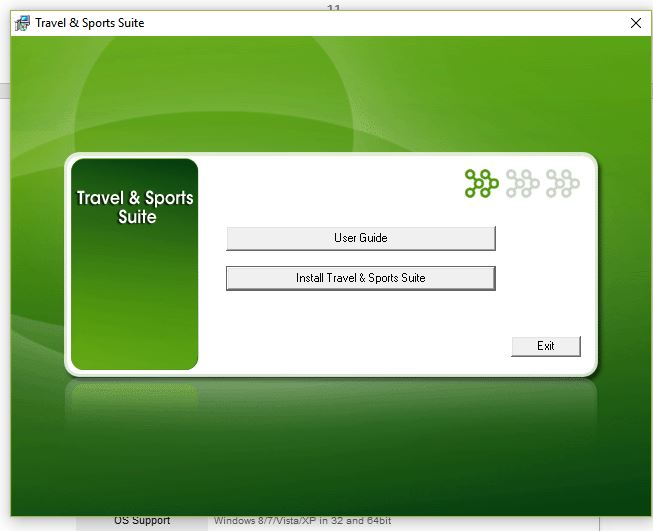 11
Travel & Sports Suite
Travel & Sports
Suite
User Guide
Install Travel & Sports Suite
Exit
OS Support
Windows 8/7/Vista/XP in 32 and 64bit